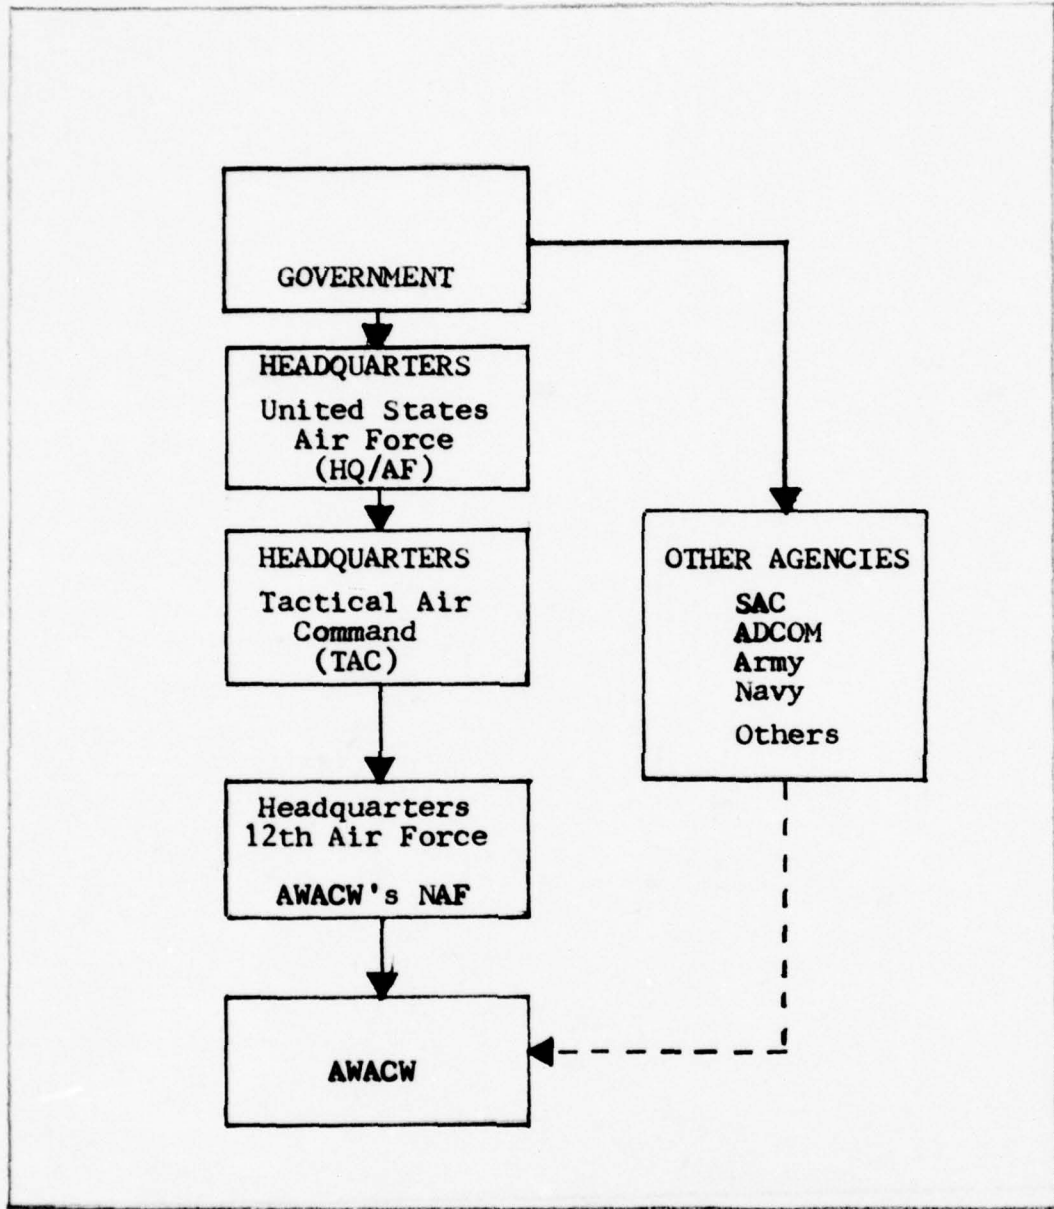 GOVERNMENT
HEADQUARTERS
United States
Air Force
(HQ/AF)
HEADQUARTERS
Tactical Air
Command
(TAC)
Headquarters
12th Air Force
AWACW's NAF
AWACW
OTHER AGENCIES
SAC
ADCOM
Army
Navy
Others